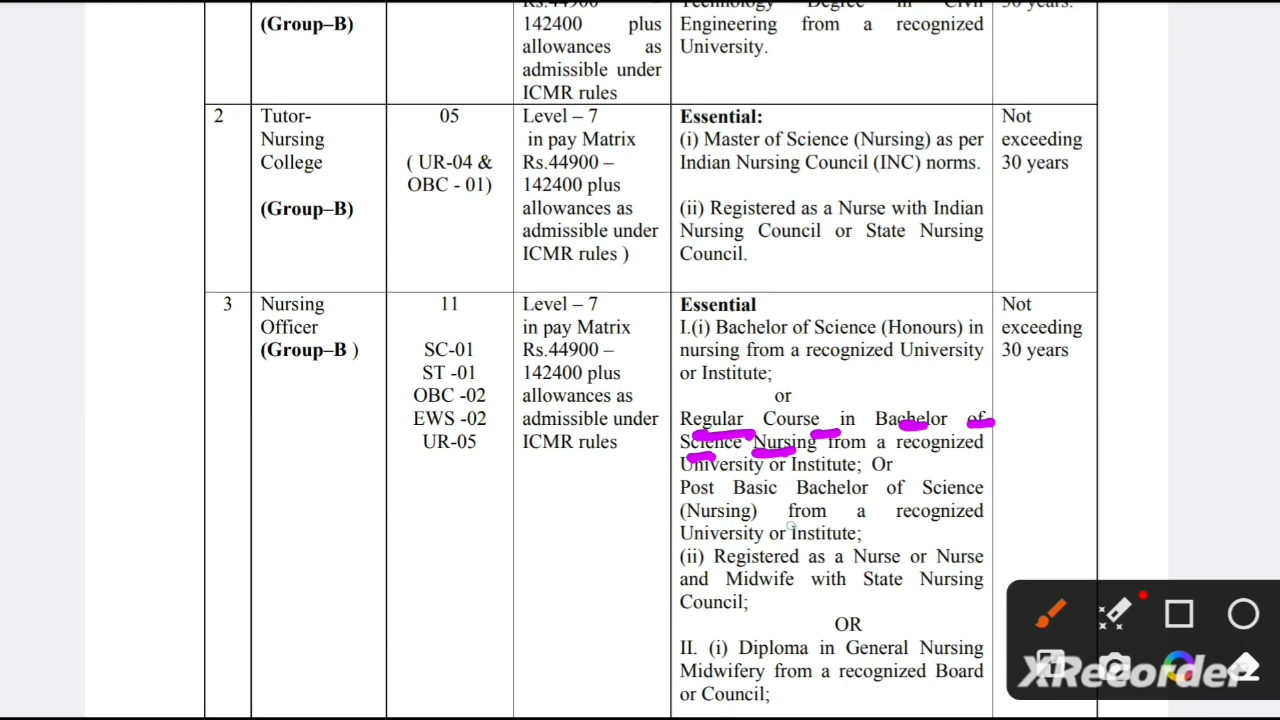 (Group–B)
142400 plus
allowances as
admissible under
ICMR rules
Engineering from a recognized
University.
2
Tutor-
Nursing
College
(Group–B)
05
( UR-04 &
OBC - 01)
Level – 7
in pay Matrix
Rs.44900 –
142400 plus
allowances as
admissible under
ICMR rules )
Essential:
(i) Master of Science (Nursing) as per
Indian Nursing Council (INC) norms.
(ii) Registered as a Nurse with Indian
Nursing Council or State Nursing
Council.
Not
exceeding
30 years
3
Nursing
Officer
(Group–B )
11
SC-01
ST -01
OBC -02
EWS -02
UR-05
Level – 7
in pay Matrix
Rs.44900 –
142400 plus
allowances as
admissible under
ICMR rules
Essential
I.(i) Bachelor of Science (Honours) in
nursing from a recognized University
or Institute;
or
Regular Course in Bachelor of
Science Nursing from a recognized
University or Institute; Or
Post Basic Bachelor of Science
(Nursing) from a recognized
University or Institute;
(ii) Registered as a Nurse or Nurse
and Midwife with State Nursing
Council;
OR
II. (i) Diploma in General Nursing
Midwifery from a recognized Board
or Council;
Not
exceeding
30 years
XRecorder